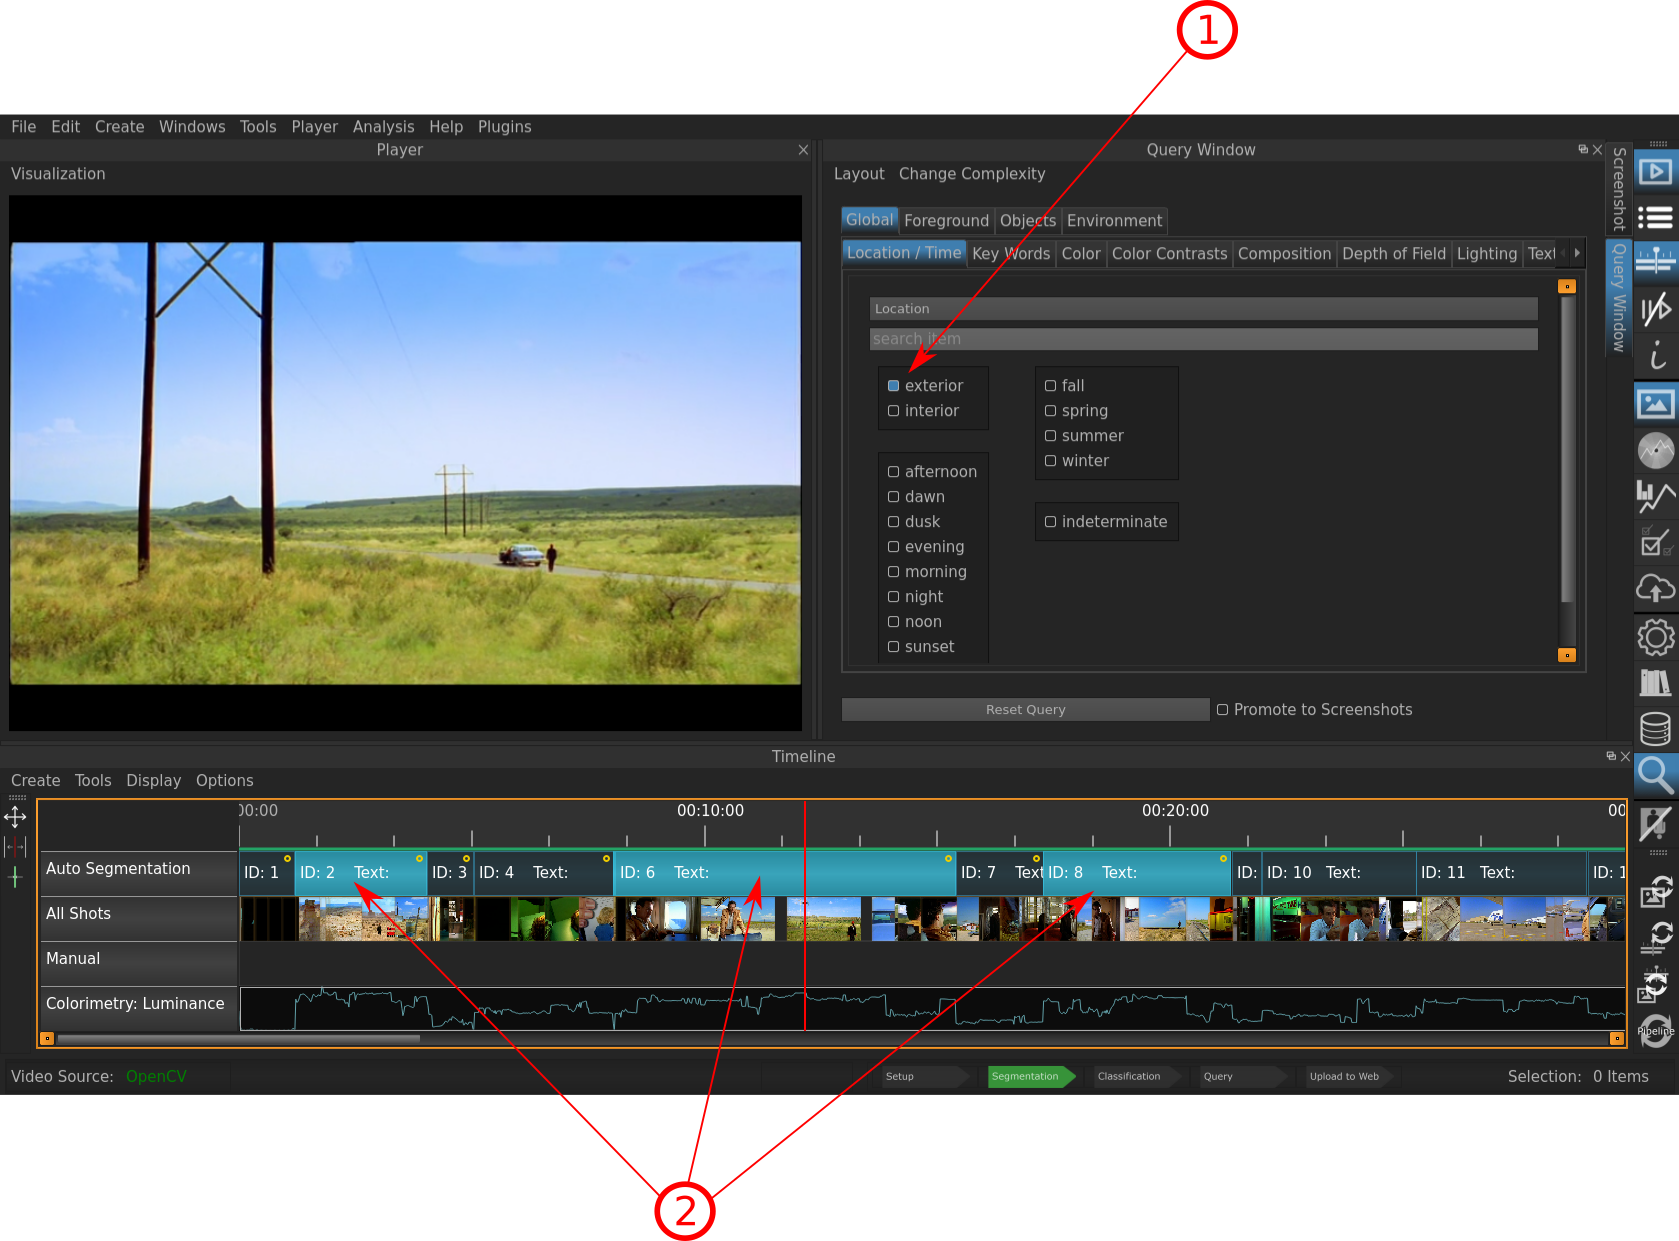 1
File Edit Create Windows Tools Player Analysis Help Plugins
Player
Visualization
Query Window
Layout Change Complexity
Global Foreground Objects Environment
Location / Time Key Words Color Color Contrasts Composition Depth of Field Lighting Text
Location
search item
exterior
interior
fall
spring
summer
winter
afternoon
dawn
dusk
evening
morning
night
noon
sunset
indeterminate
Reset Query
Promote to Screenshots
Screenshot
Query Window
Timeline
Create Tools Display Options
00:00 00:10:00 00:20:00 00
Auto Segmentation
ID: 1 ID: 2 Text: ID: 3 ID: 4 Text: ID: 6 Text: ID: 7 Text ID: 8 Text: ID: ID: 10 Text: ID: 11 Text: ID: 1
All Shots
Manual
Colorimetry: Luminance
Pipeline
Video Source: OpenCV
Setup Segmentation Classification Query Upload to Web
Selection: 0 Items
2